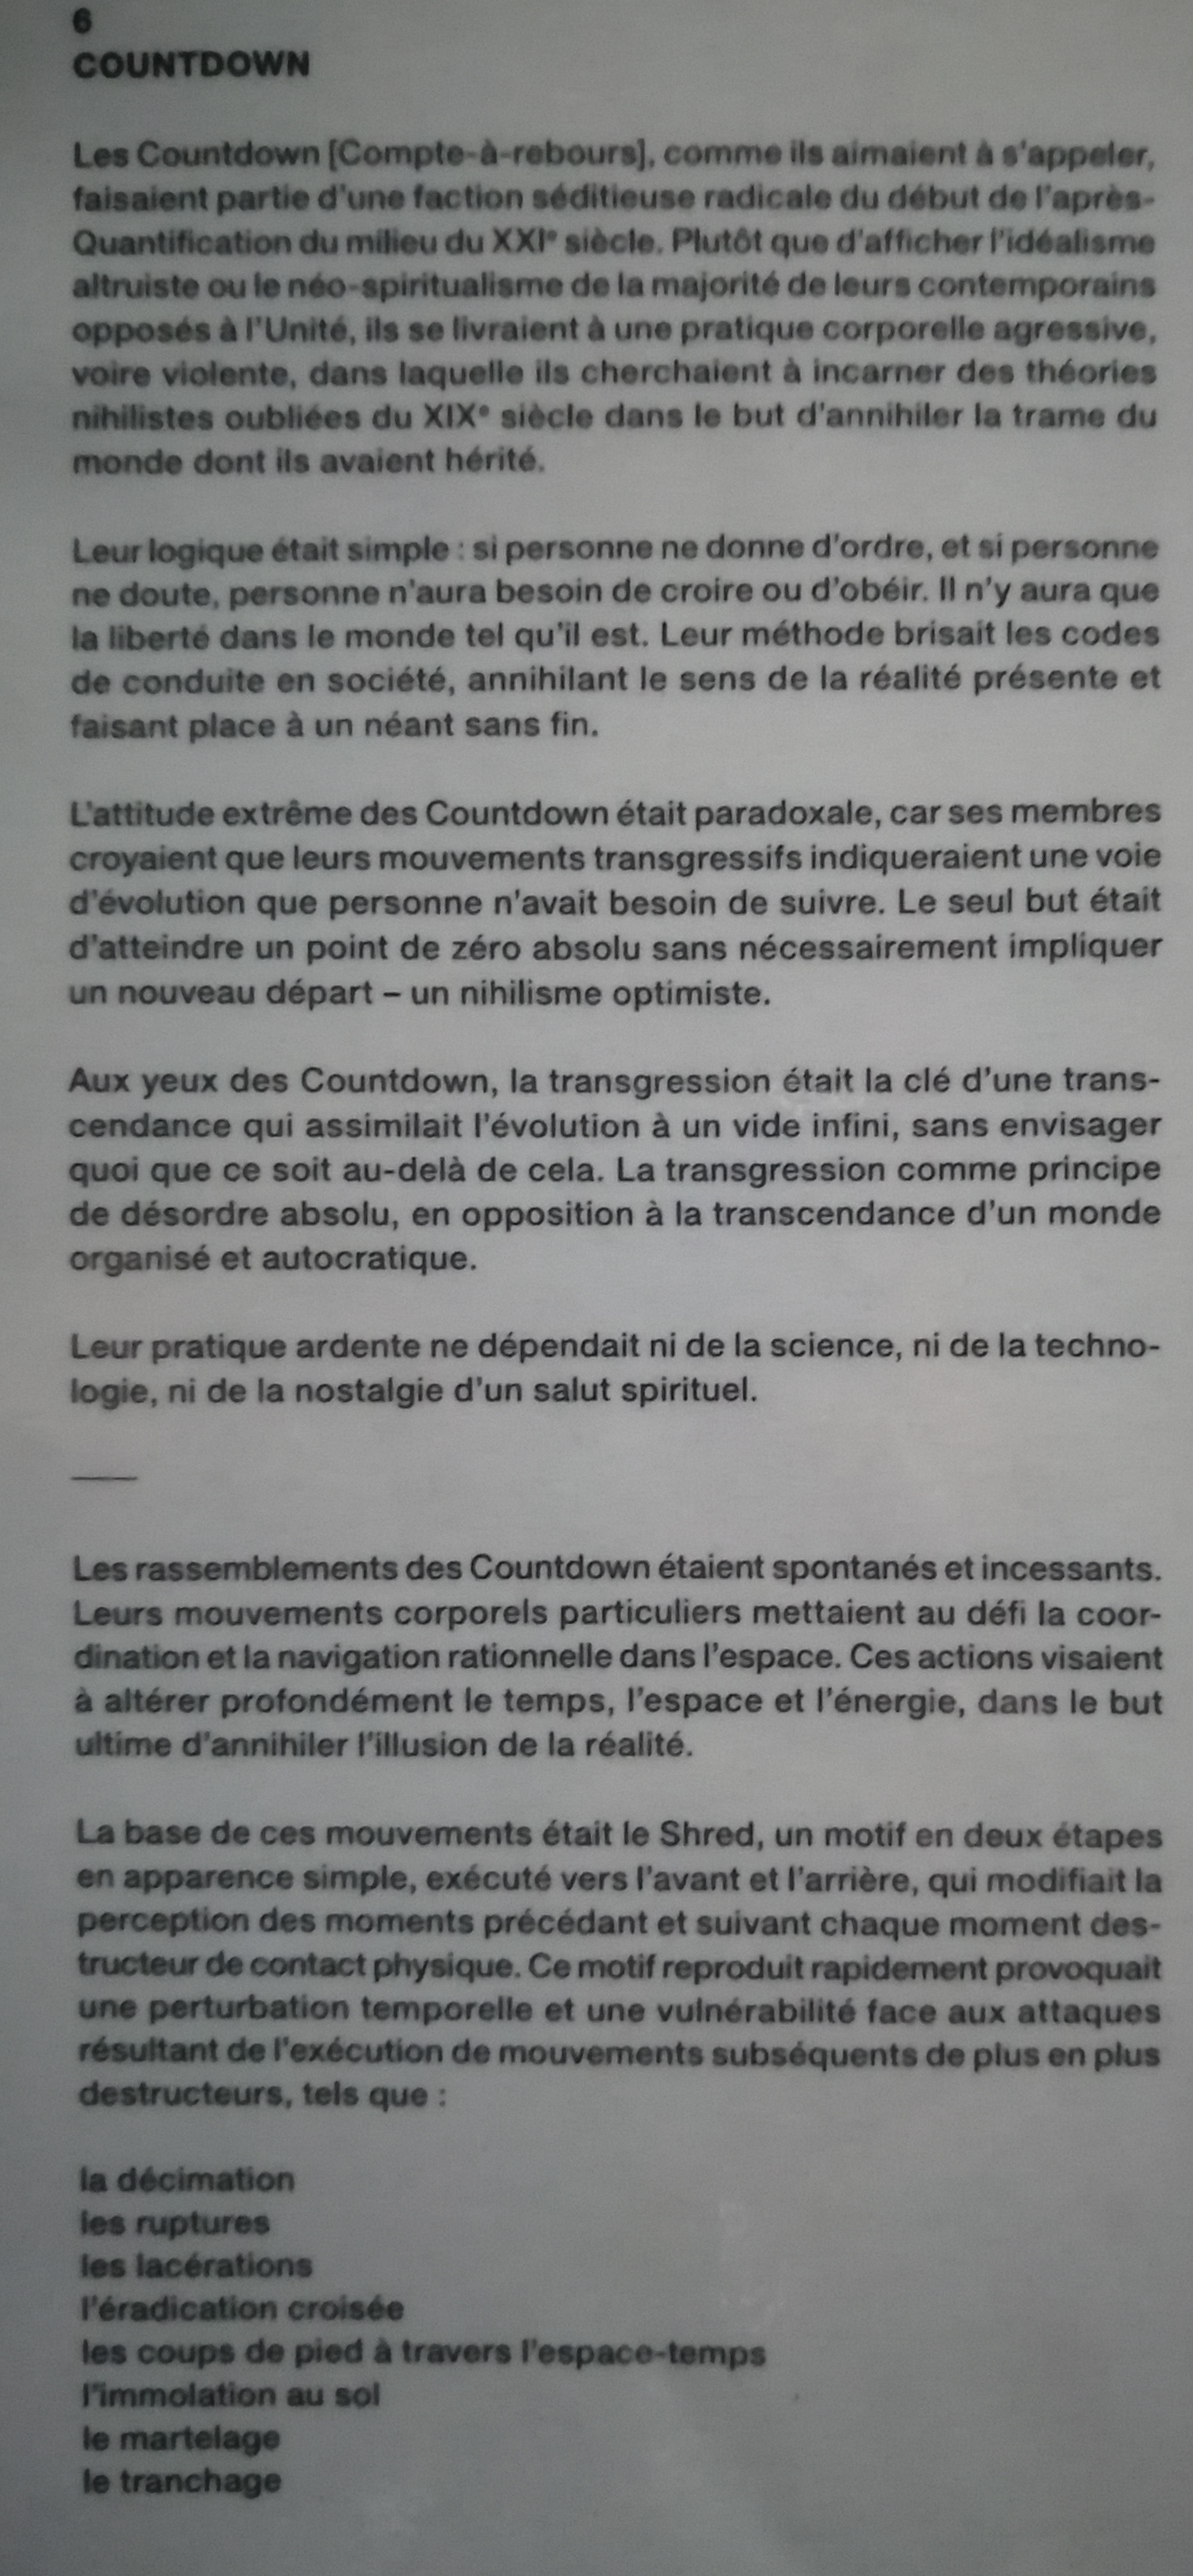 6
COUNTDOWN
Les Countdown [Compte-à-rebours], comme ils aimaient à s'appeler,
faisaient partie d'une faction séditieuse radicale du début de l'après-
Quantification du milieu du XXIe siècle. Plutôt que d'afficher l'idéalisme
altruiste ou le néo-spiritualisme de la majorité de leurs contemporains
opposés à l'Unité, ils se livraient à une pratique corporelle agressive,
voire violente, dans laquelle ils cherchaient à incarner des théories
nihilistes oubliées du XIXe siècle dans le but d'annihiler la trame du
monde dont ils avaient hérité.
Leur logique était simple : si personne ne donne d'ordre, et si personne
ne doute, personne n'aura besoin de croire ou d'obéir. Il n'y aura que
la liberté dans le monde tel qu'il est. Leur méthode brisait les codes
de conduite en société, annihilant le sens de la réalité présente et
faisant place à un néant sans fin.
L'attitude extrême des Countdown était paradoxale, car ses membres
croyaient que leurs mouvements transgressifs indiqueraient une voie
d'évolution que personne n'avait besoin de suivre. Le seul but était
d'atteindre un point de zéro absolu sans nécessairement impliquer
un nouveau départ – un nihilisme optimiste.
Aux yeux des Countdown, la transgression était la clé d'une trans-
cendance qui assimilait l'évolution à un vide infini, sans envisager
quoi que ce soit au-delà de cela. La transgression comme principe
de désordre absolu, en opposition à la transcendance d'un monde
organisé et autocratique.
Leur pratique ardente ne dépendait ni de la science, ni de la techno-
logie, ni de la nostalgie d'un salut spirituel.
Les rassemblements des Countdown étaient spontanés et incessants.
Leurs mouvements corporels particuliers mettaient au défi la coor-
dination et la navigation rationnelle dans l'espace. Ces actions visaient
à altérer profondément le temps, l'espace et l'énergie, dans le but
ultime d'annihiler l'illusion de la réalité.
La base de ces mouvements était le Shred, un motif en deux étapes
en apparence simple, exécuté vers l'avant et l'arrière, qui modifiait la
perception des moments précédant et suivant chaque moment des-
tructeur de contact physique. Ce motif reproduit rapidement provoquait
une perturbation temporelle et une vulnérabilité face aux attaques
résultant de l'exécution de mouvements subséquents de plus en plus
destructeurs, tels que :
la décimation
les ruptures
les lacérations
l'éradication croisée
les coups de pied à travers l'espace-temps
l'immolation au sol
le martelage
le tranchage